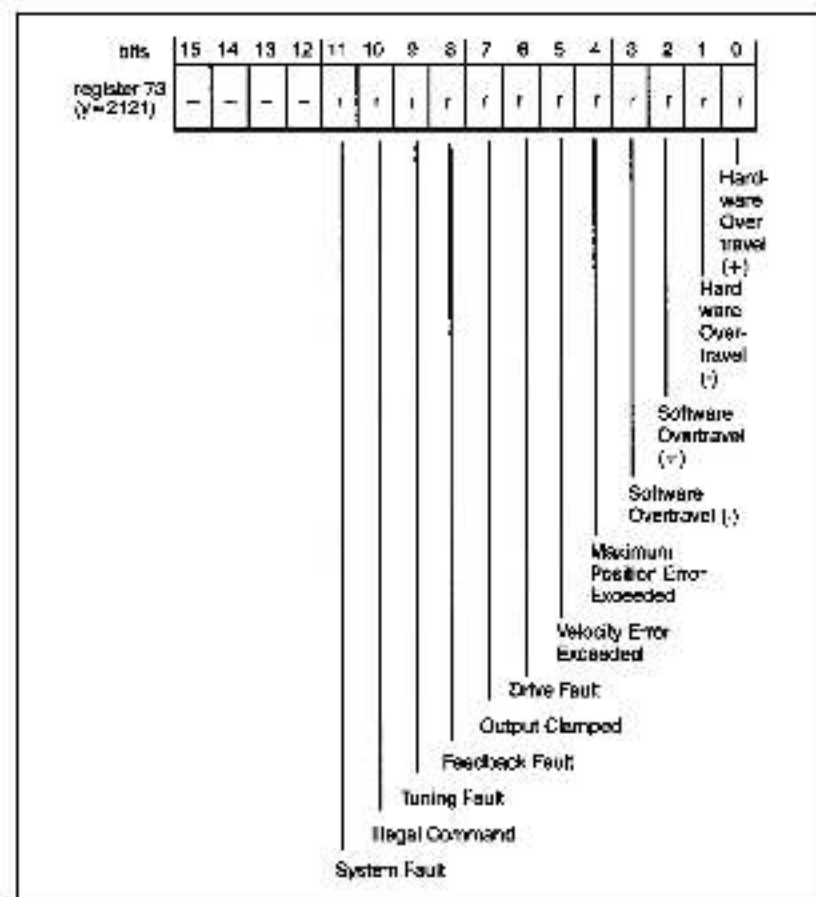 bits 15 14 13 12 11 10 9 8 7 6 5 4 3 2 1 0
register 73
(y=2121) – – – – r r r r r r r r r r r r
Hard-
ware
Over
travel
(+)
Hard
ware
Over-
travel
(-)
Software
Overtravel
(+)
Software
Overtravel (-)
Maximum
Position Error
Exceeded
Velocity Error
Exceeded
Drive Fault
Output Clamped
Feedback Fault
Tuning Fault
Illegal Command
System Fault